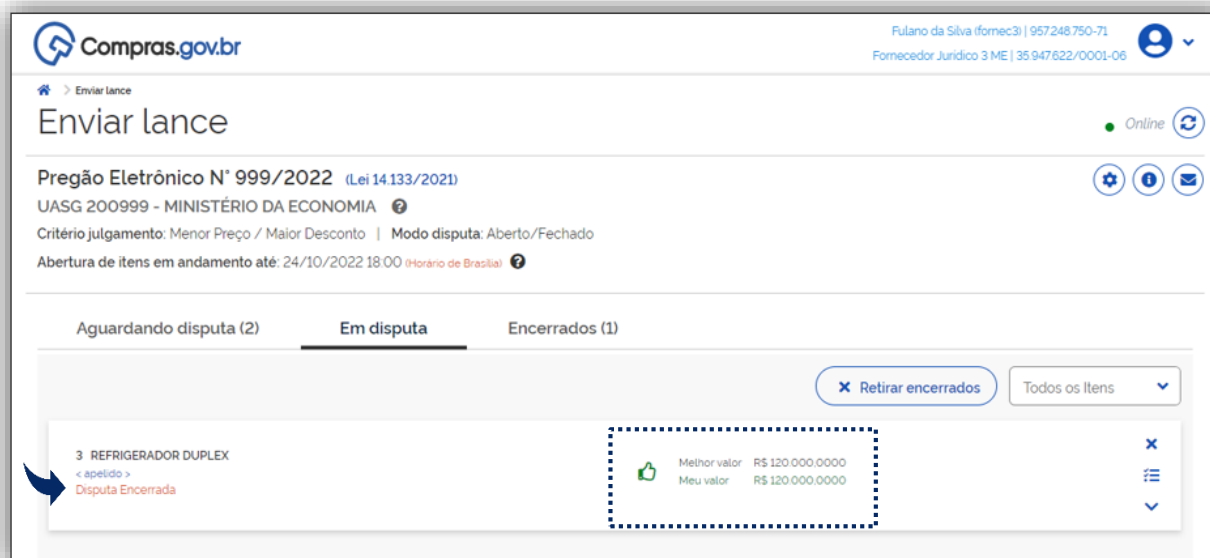 Compras.gov.br
Fulano da Silva (fornec3) | 957.248.750-71
Fornecedor Jurídico 3 ME | 35.947.622/0001-06
> Enviar lance
Enviar lance
Online
Pregão Eletrônico N° 999/2022 (Lei 14.133/2021)
UASG 200999 - MINISTÉRIO DA ECONOMIA ?
Critério julgamento: Menor Preço / Maior Desconto | Modo disputa: Aberto/Fechado
Abertura de itens em andamento até: 24/10/2022 18:00 (Horário de Brasília) ?
Aguardando disputa (2) Em disputa Encerrados (1)
Retirar encerrados Todos os Itens
3 REFRIGERADOR DUPLEX
< apelido >
Disputa Encerrada
Melhor valor R$ 120.000,0000
Meu valor R$ 120.000,0000